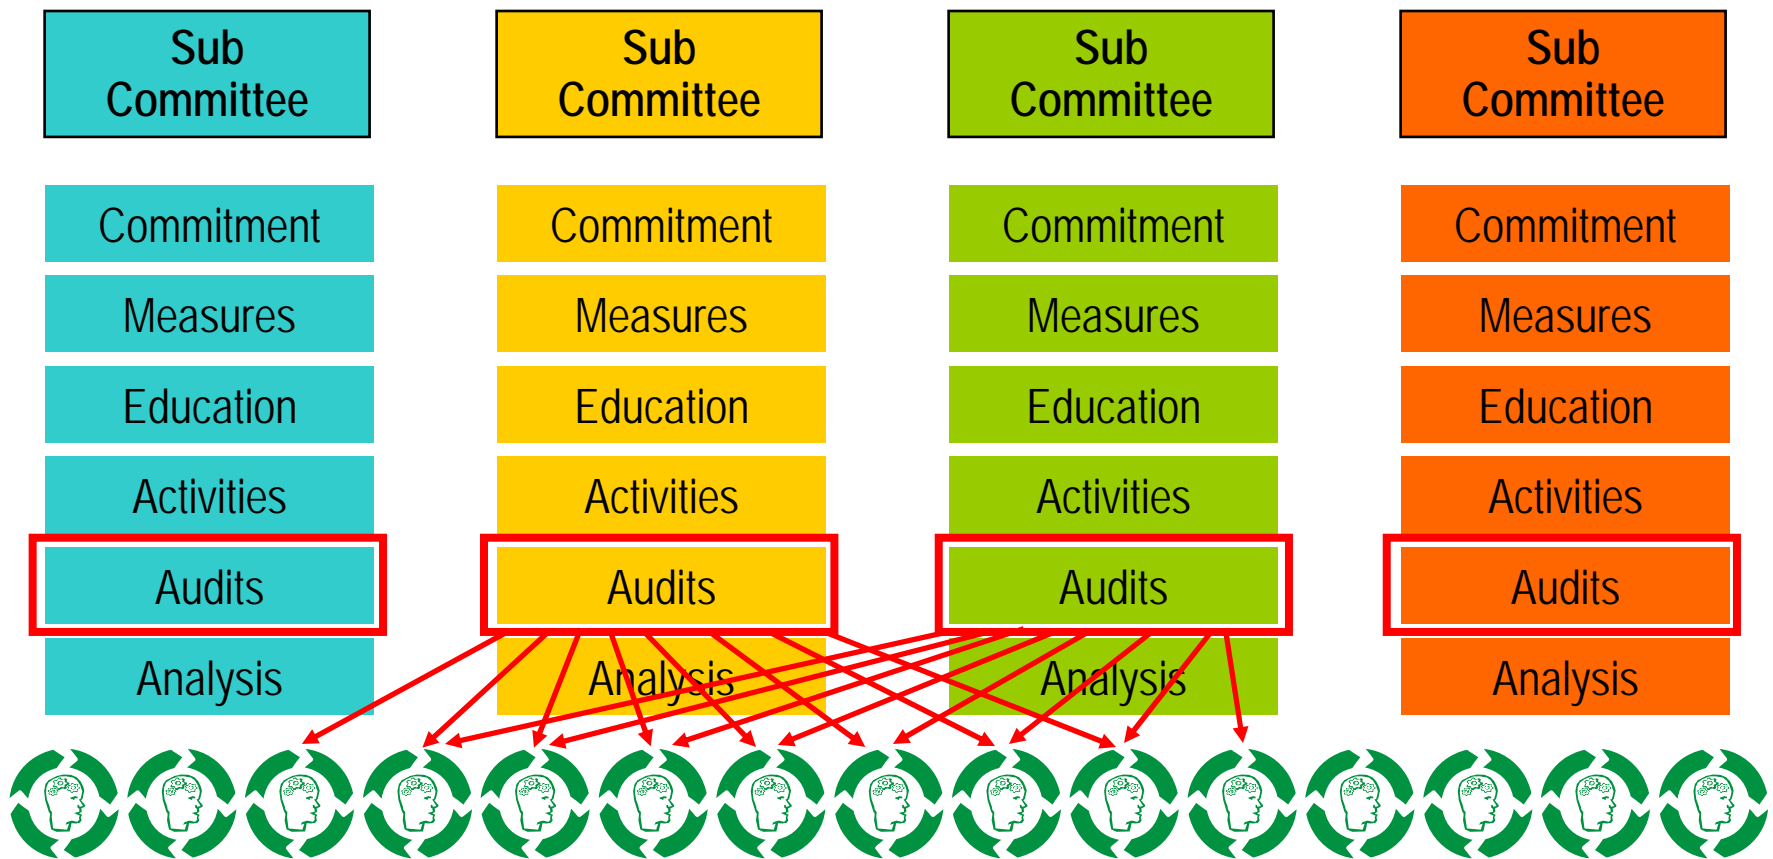 Sub
Committee
Sub
Committee
Sub
Committee
Sub
Committee
Commitment
Commitment
Commitment
Commitment
Measures
Measures
Measures
Measures
Education
Education
Education
Education
Activities
Activities
Activities
Activities
Audits
Audits
Audits
Audits
Analysis
Analysis
Analysis
Analysis